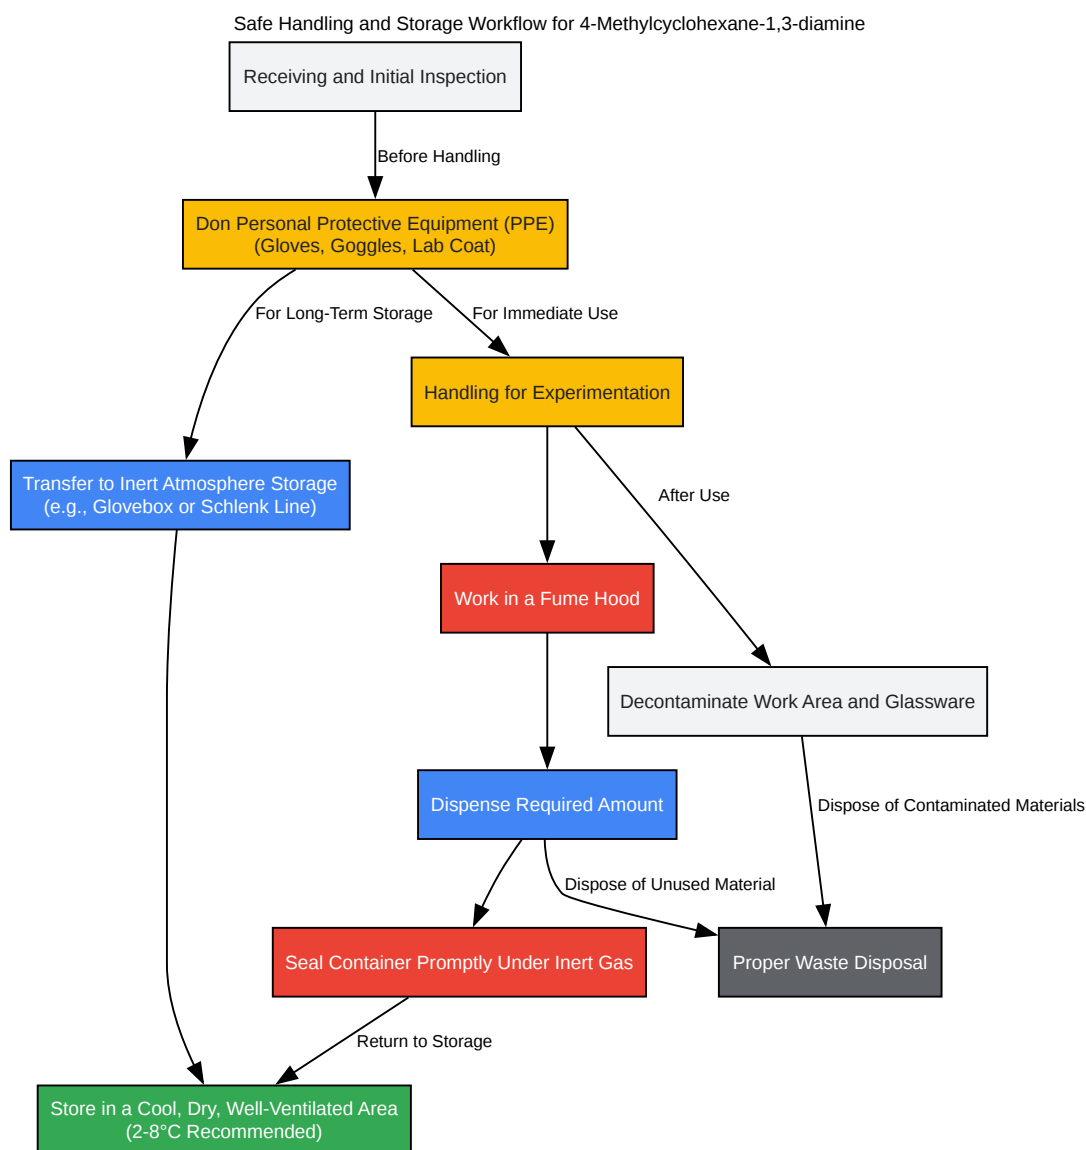 Safe Handling and Storage Workflow for 4-Methylcyclohexane-1,3-diamine
Receiving and Initial Inspection
Before Handling
Don Personal Protective Equipment (PPE)
(Gloves, Goggles, Lab Coat)
For Long-Term Storage
For Immediate Use
Handling for Experimentation
Transfer to Inert Atmosphere Storage
(e.g., Glovebox or Schlenk Line)
After Use
Work in a Fume Hood
Decontaminate Work Area and Glassware
Dispense Required Amount
Dispose of Contaminated Materials
Dispose of Unused Material
Seal Container Promptly Under Inert Gas
Proper Waste Disposal
Return to Storage
Store in a Cool, Dry, Well-Ventilated Area
(2-8°C Recommended)